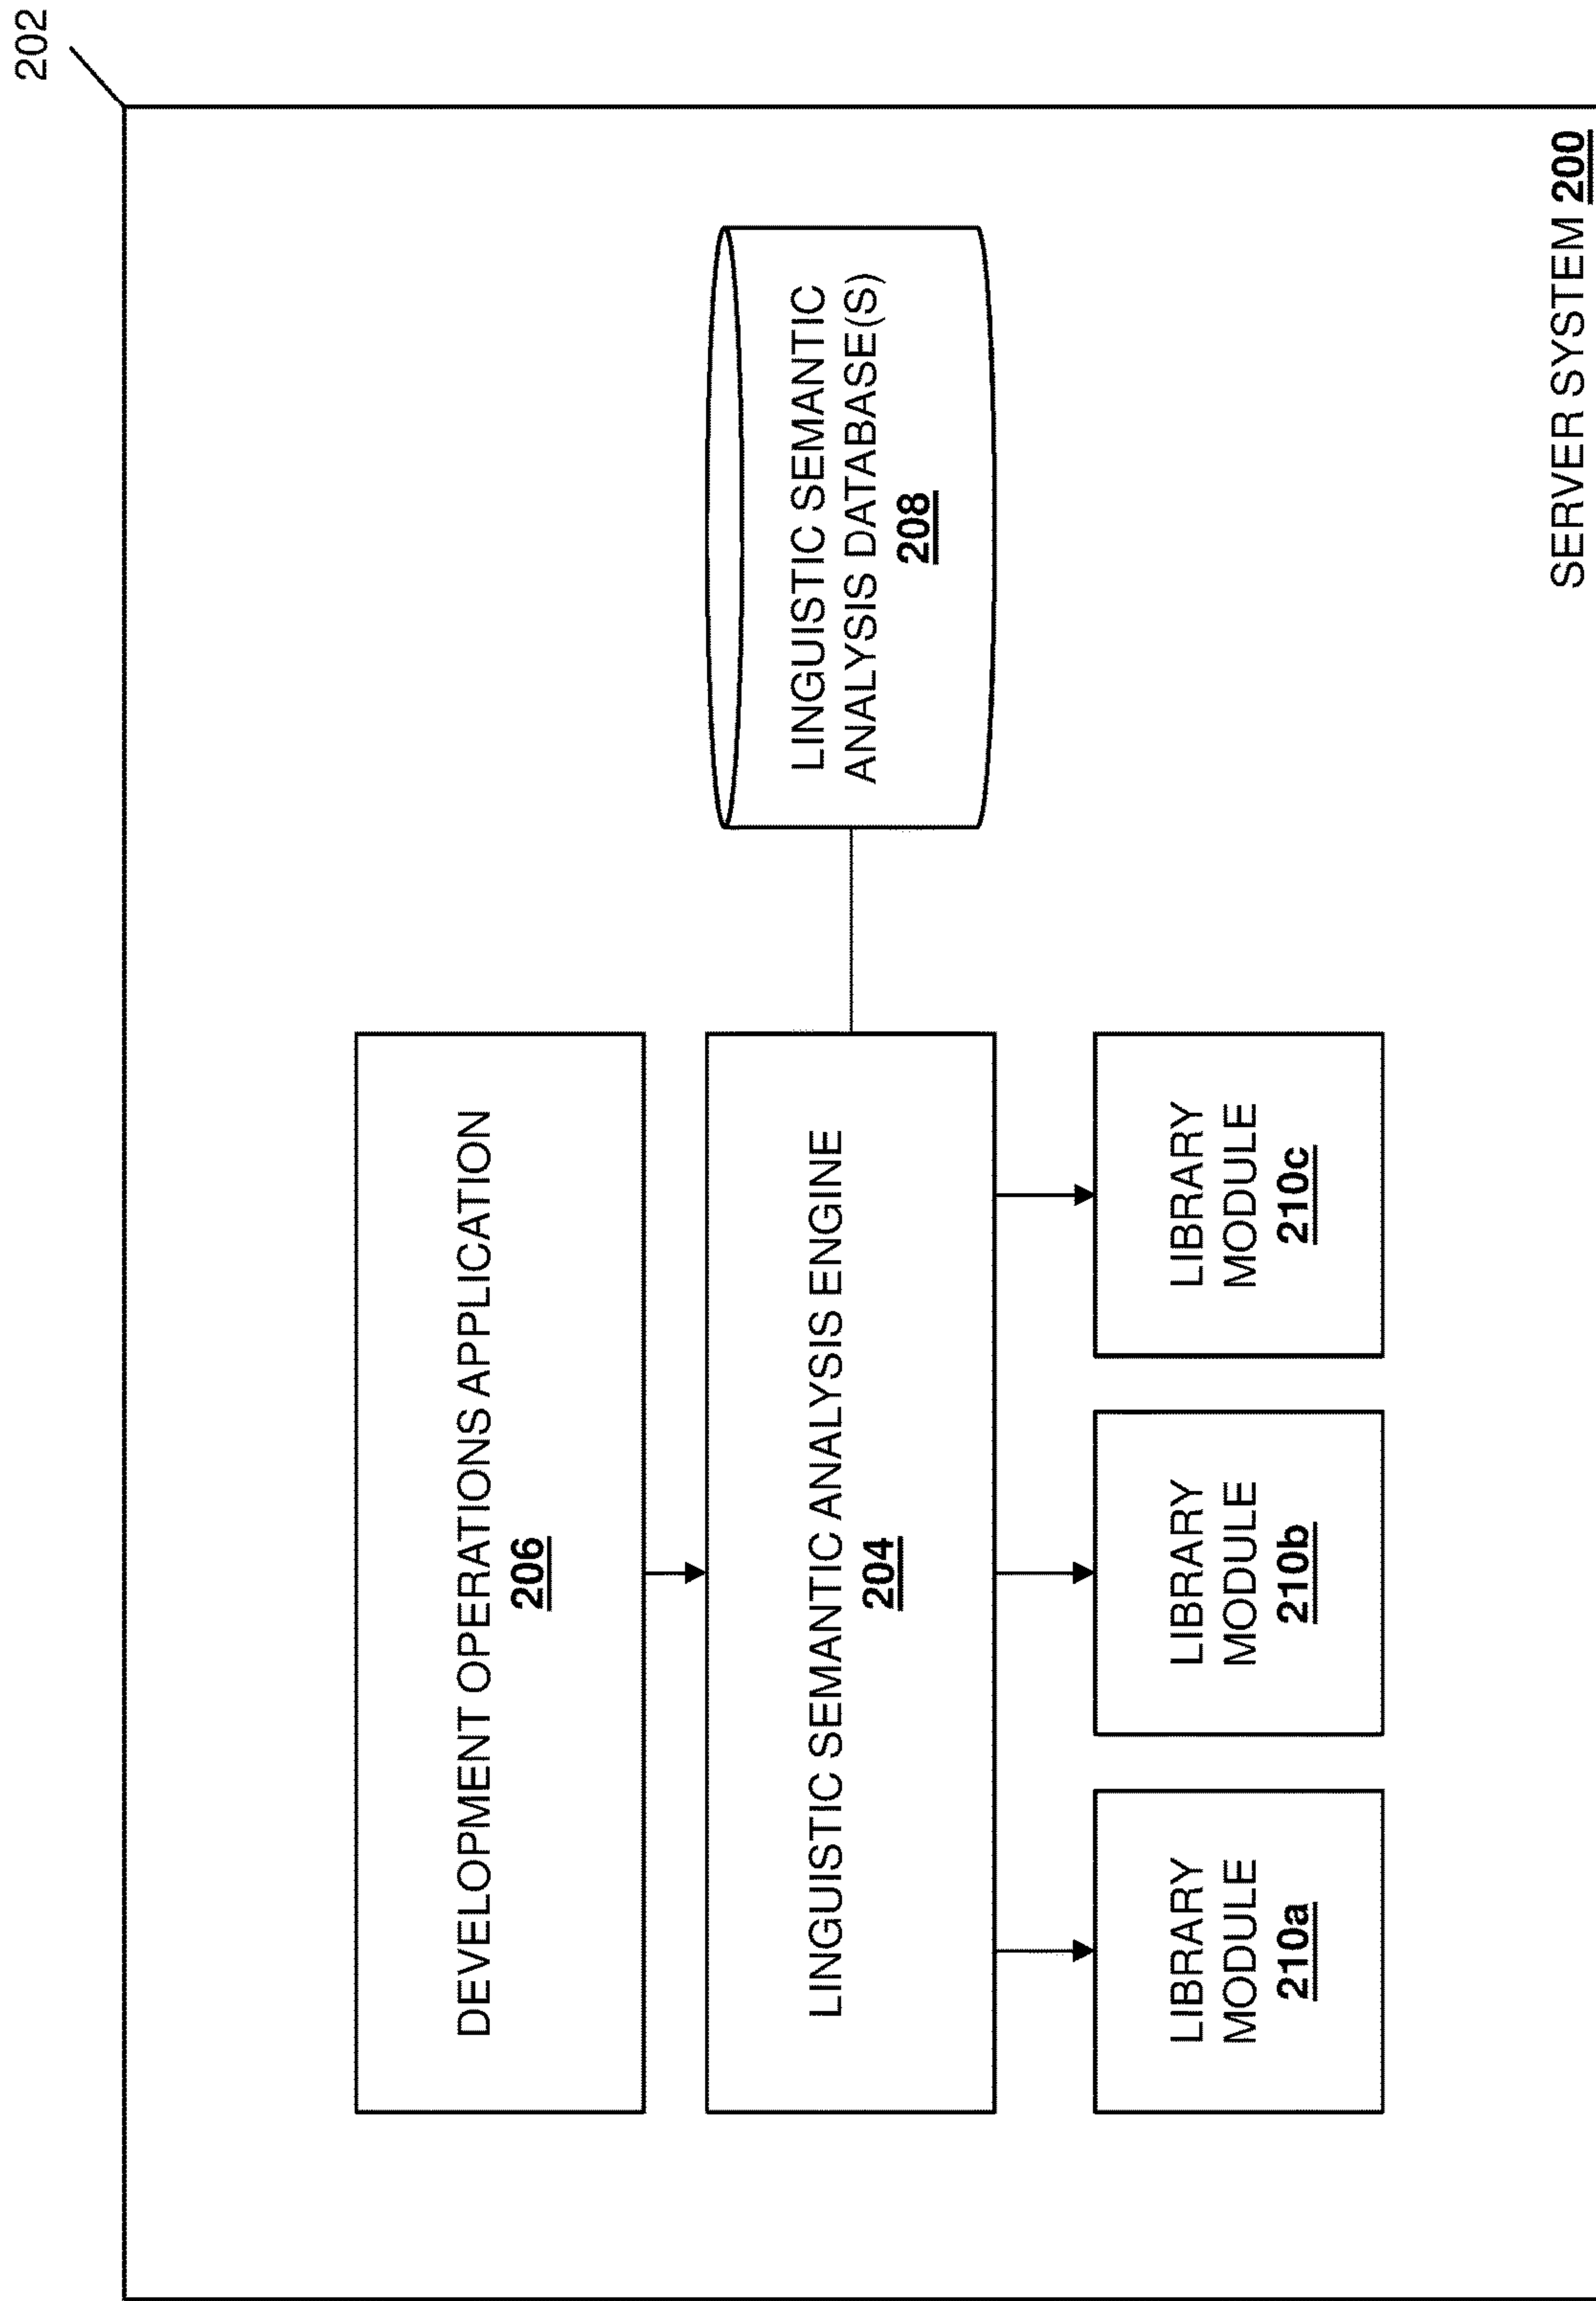 202
DEVELOPMENT OPERATIONS APPLICATION
206
LINGUISTIC SEMANTIC ANALYSIS ENGINE
204
LINGUISTIC SEMANTIC
ANALYSIS DATABASE(S)
208
LIBRARY
MODULE
210a
LIBRARY
MODULE
210b
LIBRARY
MODULE
210c
SERVER SYSTEM 200